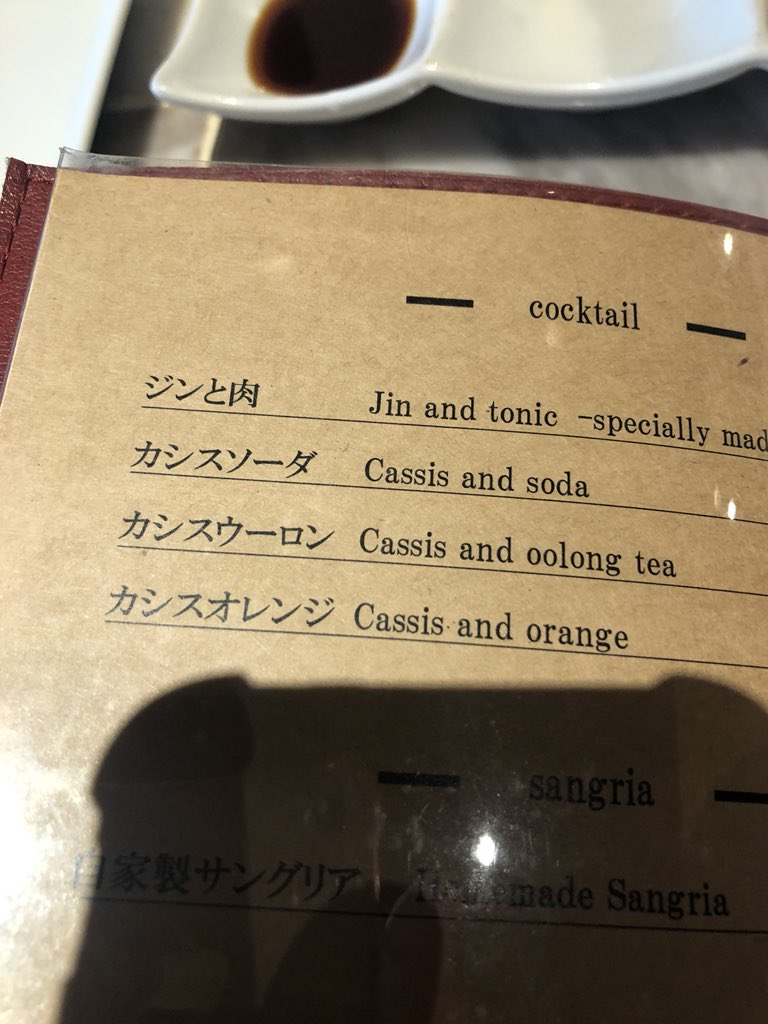 cocktail
ジンと肉 Jin and tonic -specially mad
カシスソーダ Cassis and soda
カシスウーロン Cassis and oolong tea
カシスオレンジ Cassis and orange
sangria
自家製サングリア Homemade Sangria